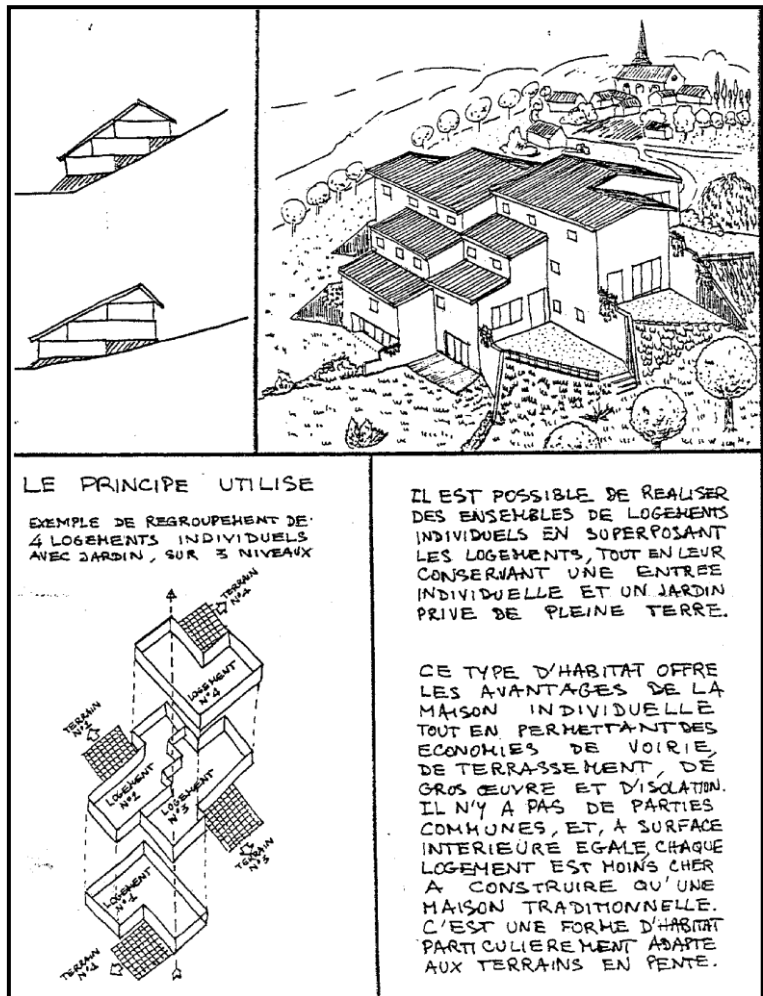 LE PRINCIPE UTILISE
EXEMPLE DE REGROUPEMENT DE
4 LOGEMENTS INDIVIDUELS
AVEC JARDIN, SUR 3 NIVEAUX
TERRAIN
N°4
LOGEMENT
N°4
TERRAIN
LOGEMENT
LOGEMENT
N°3
TERRAIN
N°3
LOGEMENT
N°1
TERRAIN
N°1
IL EST POSSIBLE DE REALISER
DES ENSEMBLES DE LOGEMENTS
INDIVIDUELS EN SUPERPOSANT
LES LOGEMENTS, TOUT EN LEUR
CONSERVANT UNE ENTREE
INDIVIDUELLE ET UN JARDIN
PRIVE DE PLEINE TERRE.
CE TYPE D'HABITAT OFFRE
LES AVANTAGES DE LA
MAISON INDIVIDUELLE
TOUT EN PERMETTANT DES
ECONOMIES DE VOIRIE,
DE TERRASSEMENT, DE
GROS ŒUVRE ET D'ISOLATION.
IL N'Y A PAS DE PARTIES
COMMUNES, ET, A SURFACE
INTERIEURE EGALE, CHAQUE
LOGEMENT EST MOINS CHER
A CONSTRUIRE QU'UNE
MAISON TRADITIONNELLE.
C'EST UNE FORME D'HABITAT
PARTICULIEREMENT ADAPTE
AUX TERRAINS EN PENTE.